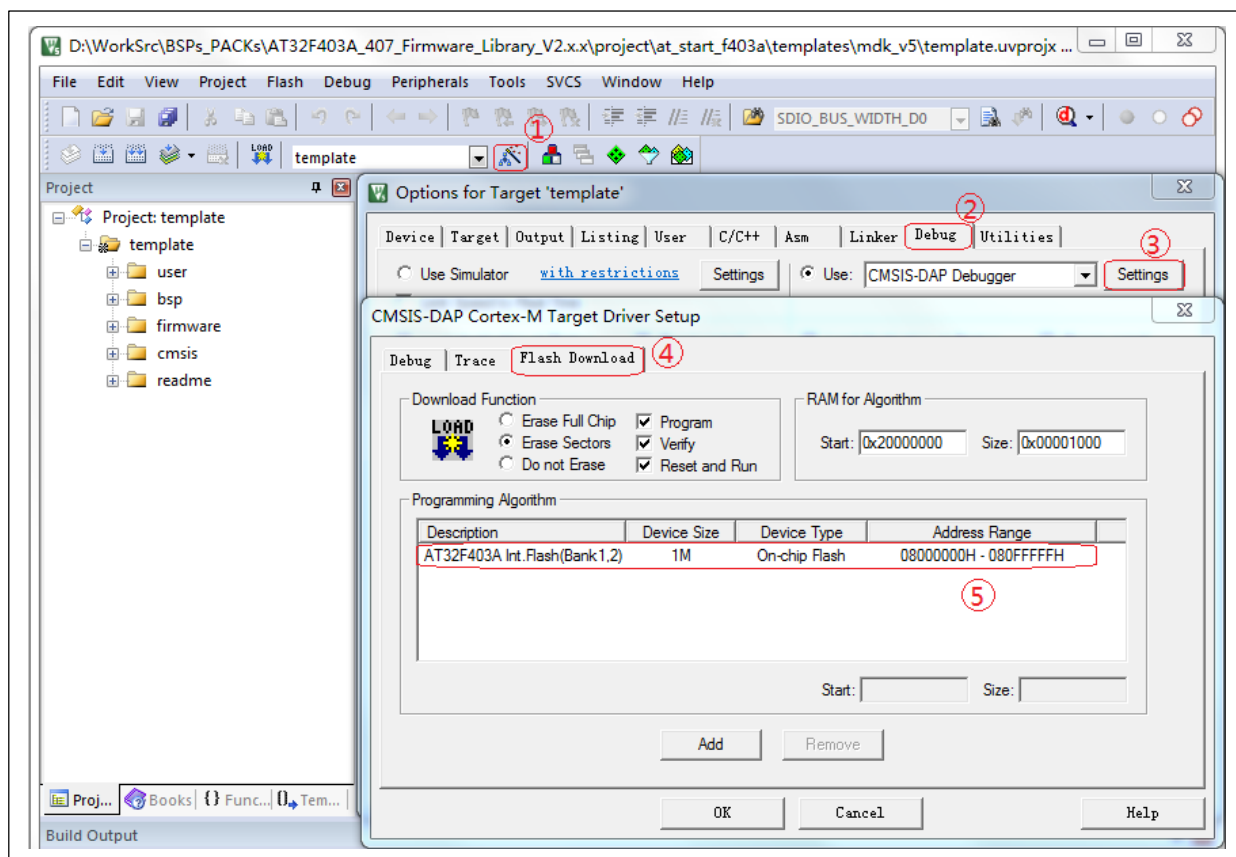 D:\WorkSrc\BSPs_PACKs\AT32F403A_407_Firmware_Library_V2.x.x\project\at_start_f403a\templates\mdk_v5\template.uvprojx ...
File Edit View Project Flash Debug Peripherals Tools SVCS Window Help
SDIO_BUS_WIDTH_D0
①
LOAD template
Project
Project: template
template
user
bsp
firmware
cmsis
readme
Options for Target 'template'
②
Device Target Output Listing User C/C++ Asm Linker Debug Utilities
③
Use Simulator with restrictions Settings Use: CMSIS-DAP Debugger Settings
CMSIS-DAP Cortex-M Target Driver Setup
Debug Trace Flash Download ④
Download Function
LOAD
Erase Full Chip Program
Erase Sectors Verify
Do not Erase Reset and Run
RAM for Algorithm
Start: 0x20000000 Size: 0x00001000
Programming Algorithm
Description Device Size Device Type Address Range
AT32F403A Int.Flash(Bank1,2) 1M On-chip Flash 08000000H - 080FFFFFH
⑤
Start: Size:
Add Remove
OK Cancel Help
Proj... Books {} Func... 0 Tem...
Build Output